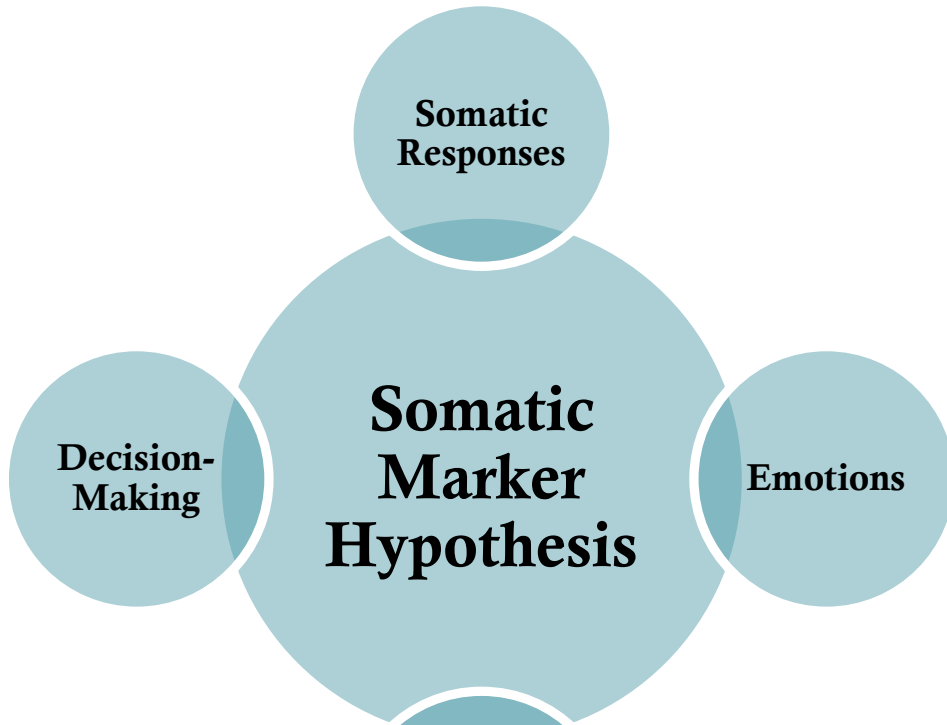 Somatic
Responses
Decision-
Making
Somatic
Marker
Hypothesis
Emotions